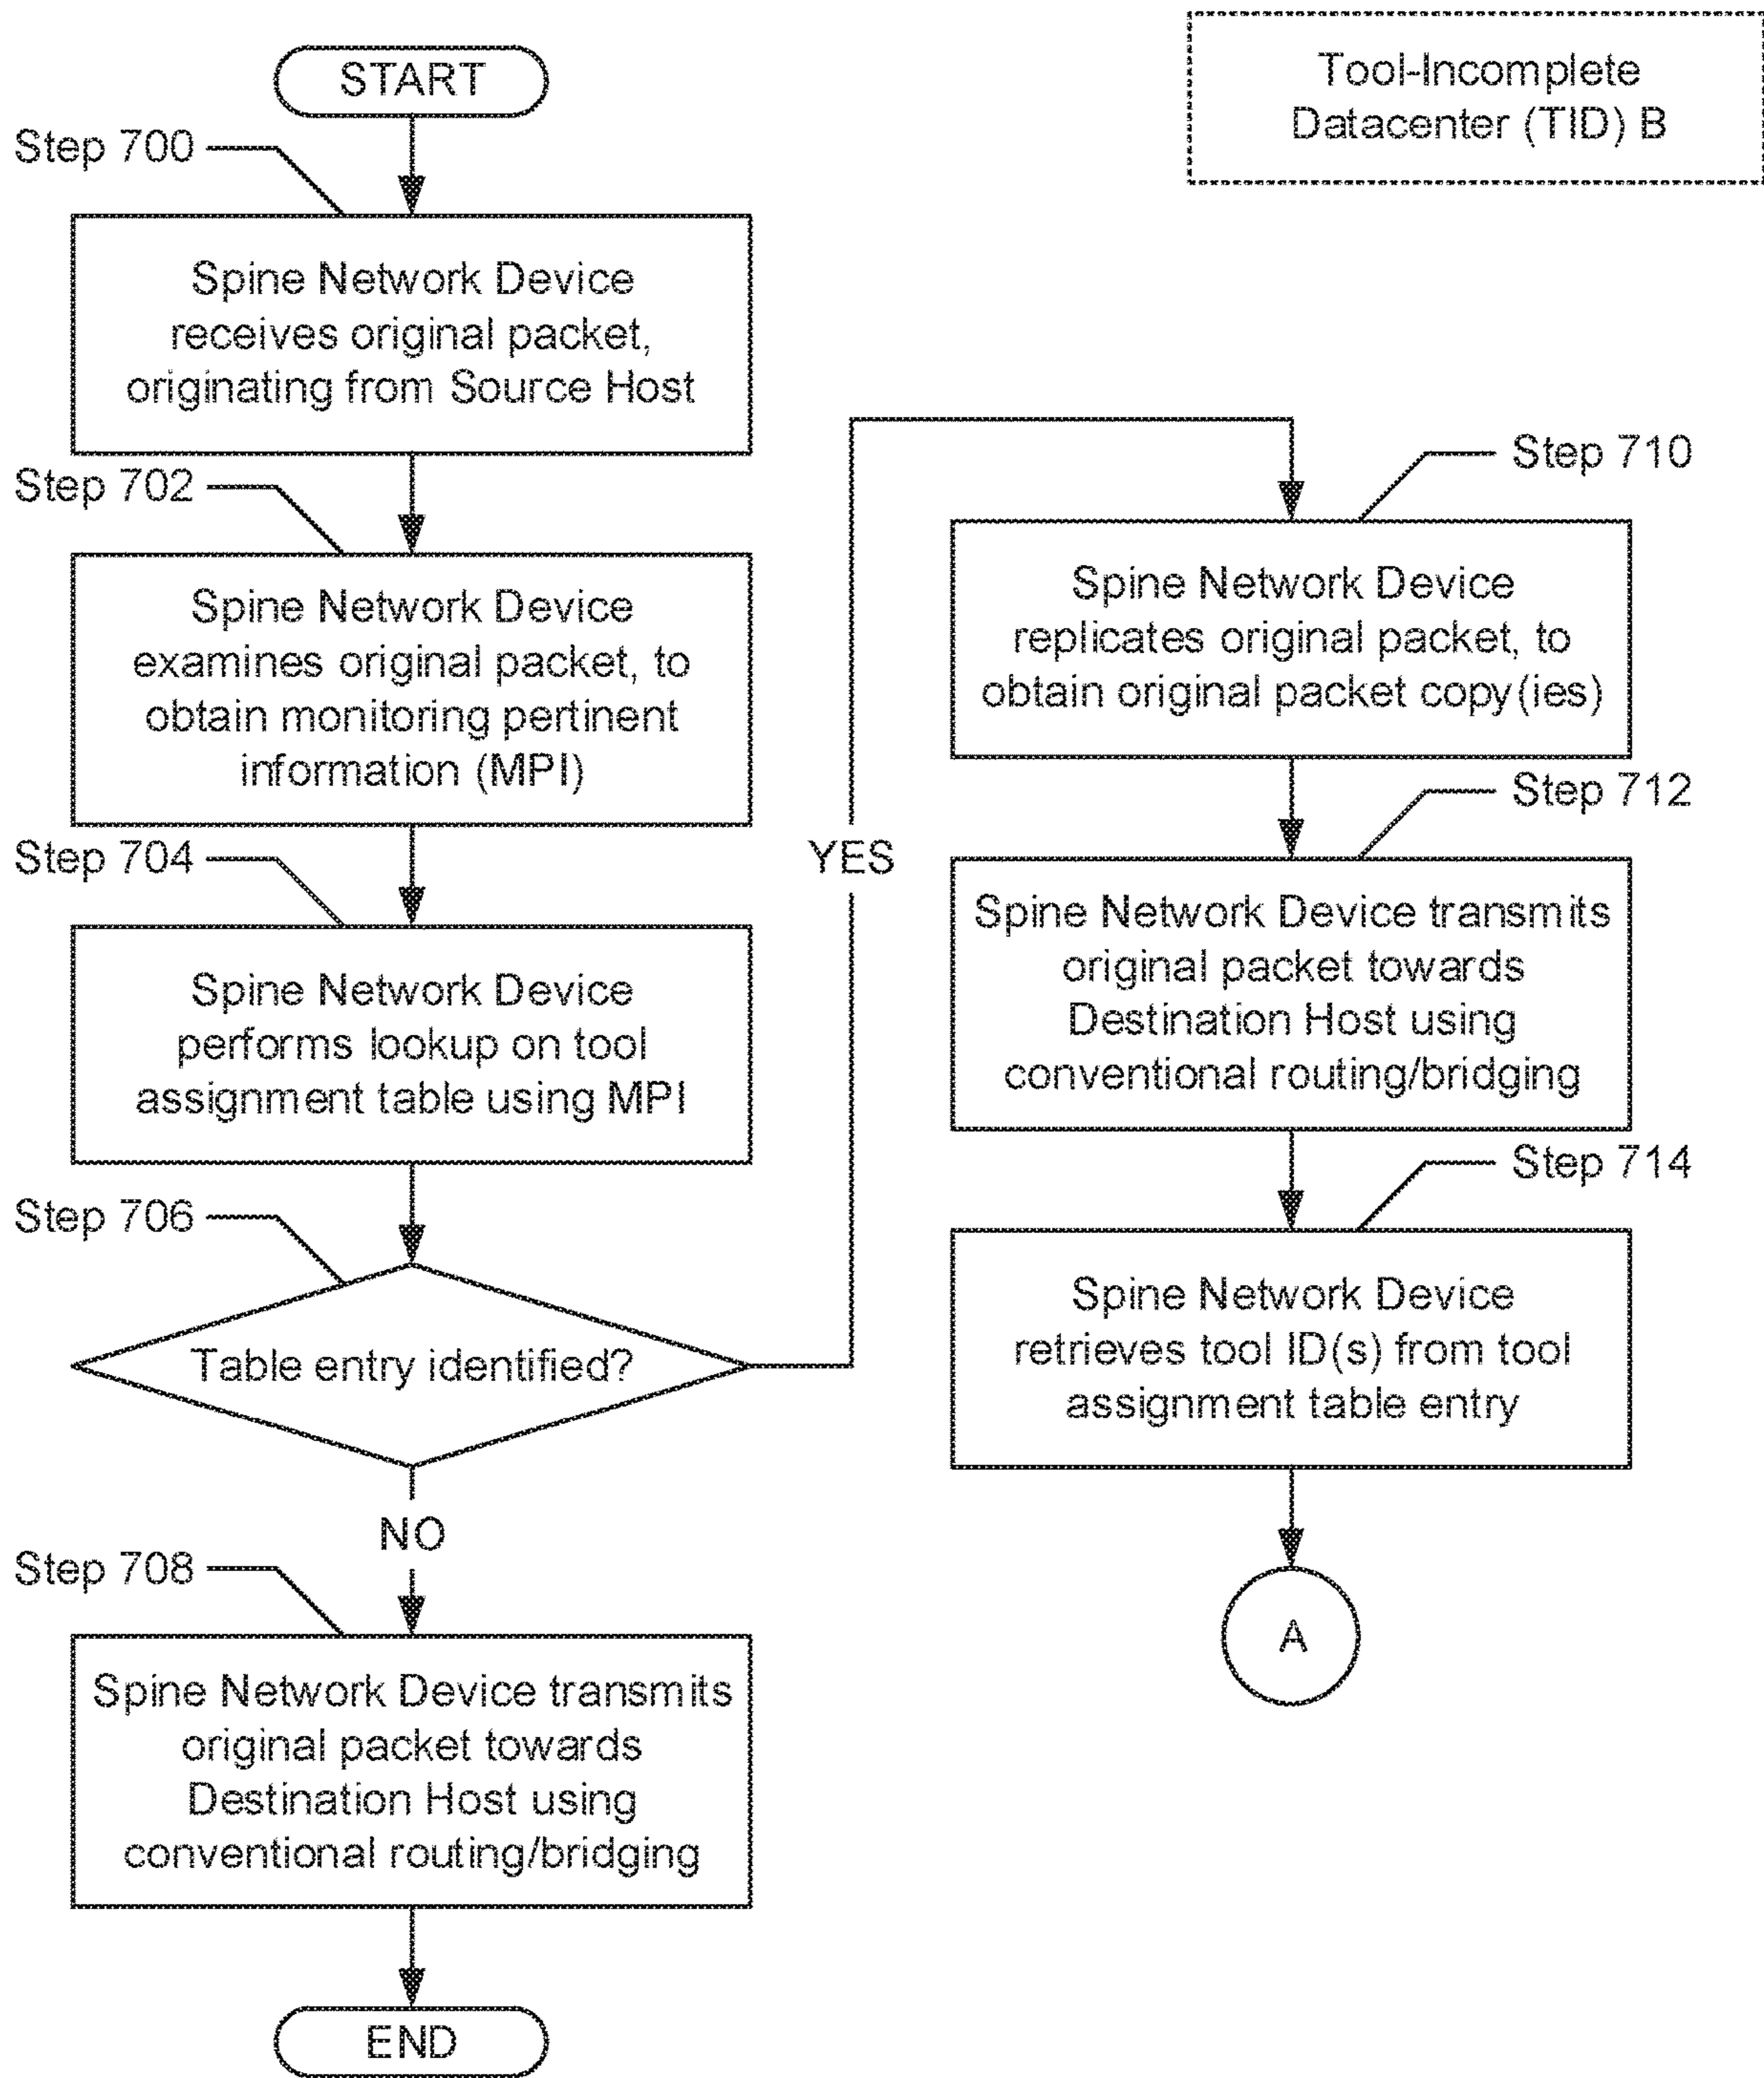 Tool-Incomplete
Datacenter (TID) B
START
Step 700
Spine Network Device
receives original packet,
originating from Source Host
Step 702
Spine Network Device
examines original packet, to
obtain monitoring pertinent
information (MPI)
Step 704
Spine Network Device
performs lookup on tool
assignment table using MPI
Step 706
Table entry identified?
NO
Step 708
Spine Network Device transmits
original packet towards
Destination Host using
conventional routing/bridging
END
YES
Step 710
Spine Network Device
replicates original packet, to
obtain original packet copy(ies)
Step 712
Spine Network Device transmits
original packet towards
Destination Host using
conventional routing/bridging
Step 714
Spine Network Device
retrieves tool ID(s) from tool
assignment table entry
A